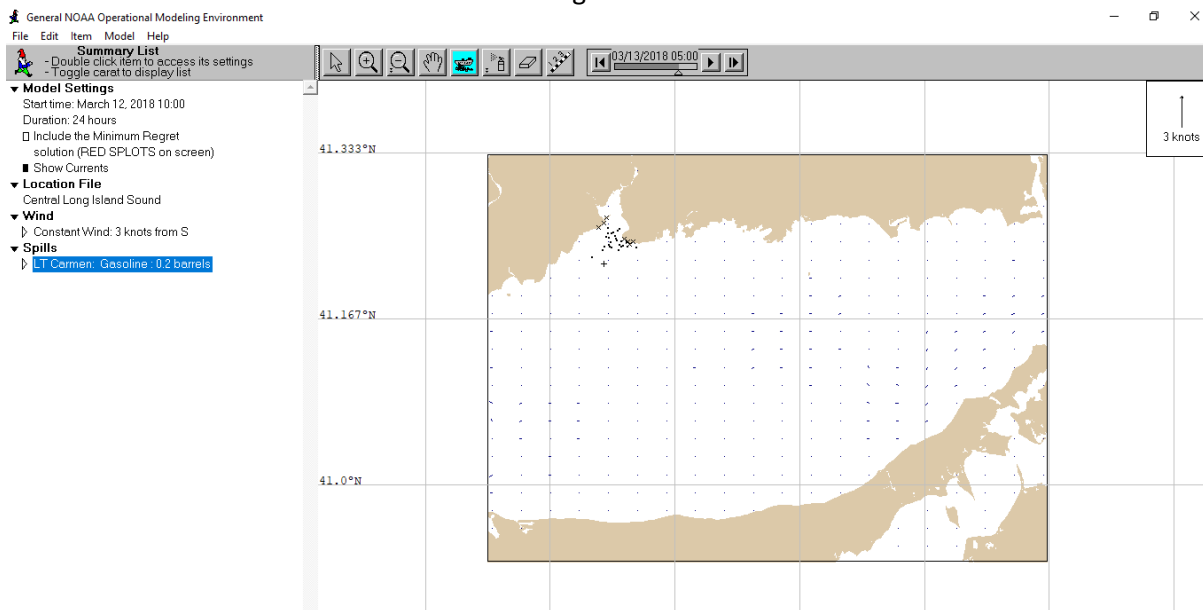 General NOAA Operational Modeling Environment
File Edit Item Model Help
Summary List
- Double click item to access its settings
- Toggle carat to display list
03/13/2018 05:00
Model Settings
Start time: March 12, 2018 10:00
Duration: 24 hours
Include the Minimum Regret
solution (RED SPLOTS on screen)
Show Currents
Location File
Central Long Island Sound
Wind
Constant Wind: 3 knots from S
Spills
LT Carmen: Gasoline : 0.2 barrels
3 knots
41.333°N
41.167°N
41.0°N